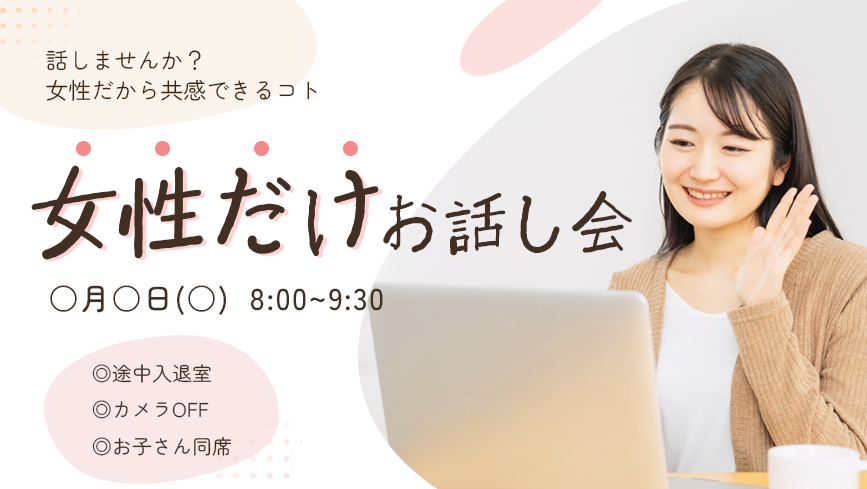 話しませんか？
女性だから共感できるコト
女性だけお話し会
〇月〇日(〇) 8:00~9:30
◎途中入退室
◎カメラOFF
◎お子さん同席